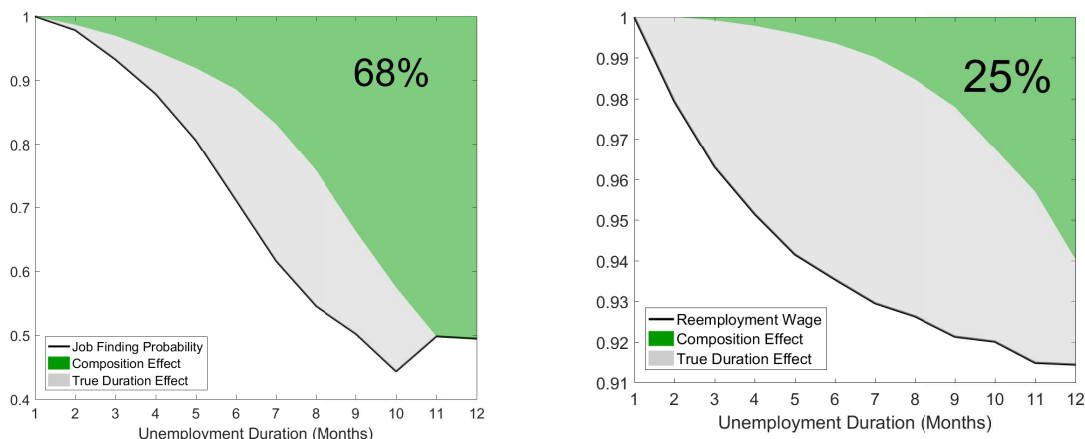 1
0.9
0.8
0.7
0.6
0.5
0.4
68%
Job Finding Probability
Composition Effect
True Duration Effect
1 2 3 4 5 6 7 8 9 10 11 12
Unemployment Duration (Months)
1
0.99
0.98
0.97
0.96
0.95
0.94
0.93
0.92
0.91
25%
Reemployment Wage
Composition Effect
True Duration Effect
1 2 3 4 5 6 7 8 9 10 11 12
Unemployment Duration (Months)